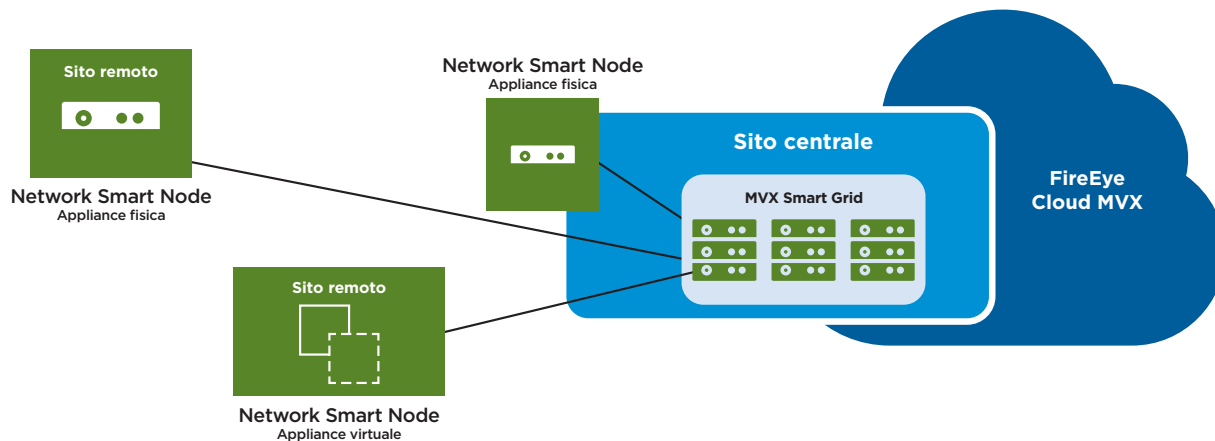 Sito remoto
Network Smart Node
Appliance fisica
Network Smart Node
Appliance fisica
Sito centrale
MVX Smart Grid
FireEye
Cloud MVX
Sito remoto
Network Smart Node
Appliance virtuale